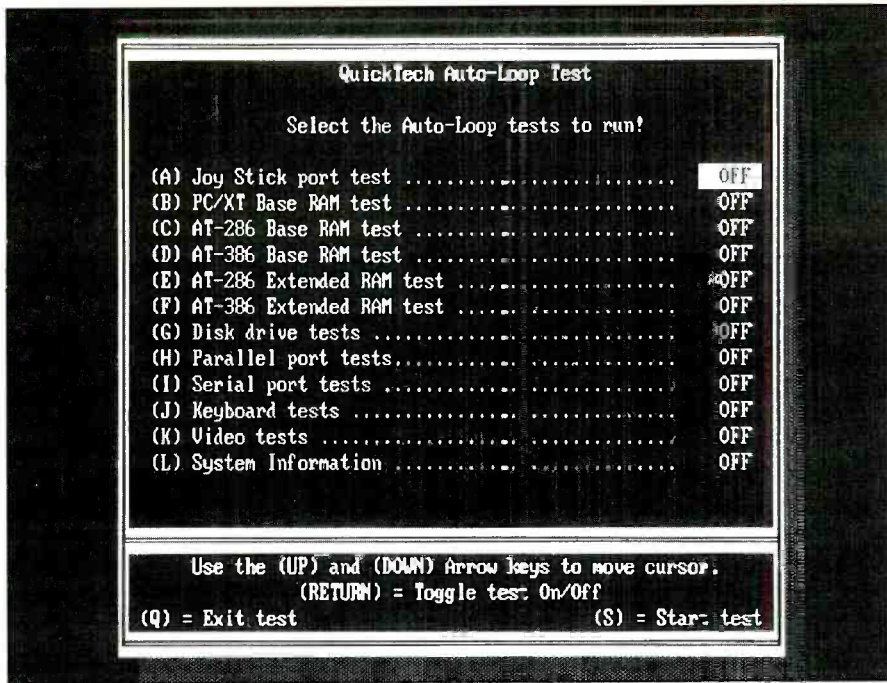 QuickTech Auto-Loop Test
Select the Auto-Loop tests to run!
(A) Joy Stick port test .................................. OFF
(B) PC/XT Base RAM test .................................. OFF
(C) AT-286 Base RAM test ................................. OFF
(D) AT-386 Base RAM test ................................. OFF
(E) AT-286 Extended RAM test ........................... OFF
(F) AT-386 Extended RAM test ........................... OFF
(G) Disk drive tests ..................................... OFF
(H) Parallel port tests................................... OFF
(I) Serial port tests .................................... OFF
(J) Keyboard tests ....................................... OFF
(K) Video tests .......................................... OFF
(L) System Information ................................... OFF
Use the (UP) and (DOWN) Arrow keys to move cursor.
(RETURN) = Toggle test On/Off
(Q) = Exit test (S) = Start test